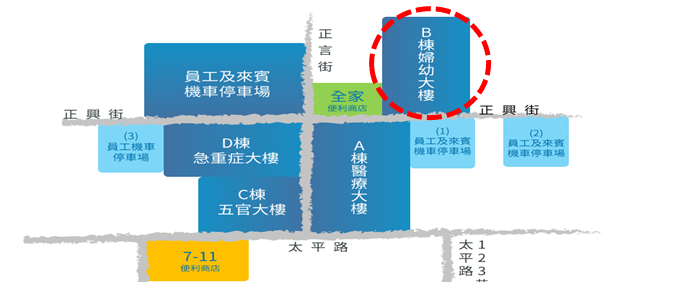 正言街
B棟婦幼大樓
員工及來賓
機車停車場
全家
便利商店
正興街
正興街
(3)
員工機車
停車場
D棟
急重症大樓
A棟醫療大樓
(1)
員工及來賓
機車停車場
(2)
員工及來賓
機車停車場
C棟
五官大樓
太平路
7-11
便利商店
太平路
123